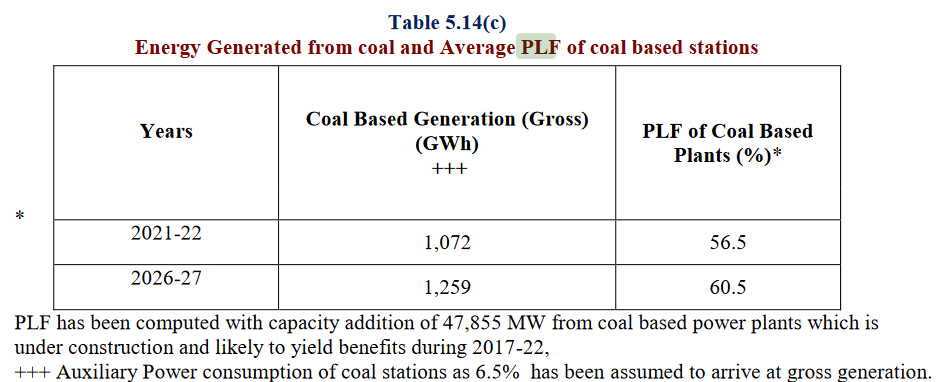 Table 5.14(c)
Energy Generated from coal and Average PLF of coal based stations
Years
Coal Based Generation (Gross)
(GWh)
+++
PLF of Coal Based
Plants (%)*
*
2021-22
1,072
56.5
2026-27
1,259
60.5
PLF has been computed with capacity addition of 47,855 MW from coal based power plants which is
under construction and likely to yield benefits during 2017-22,
+++ Auxiliary Power consumption of coal stations as 6.5% has been assumed to arrive at gross generation.